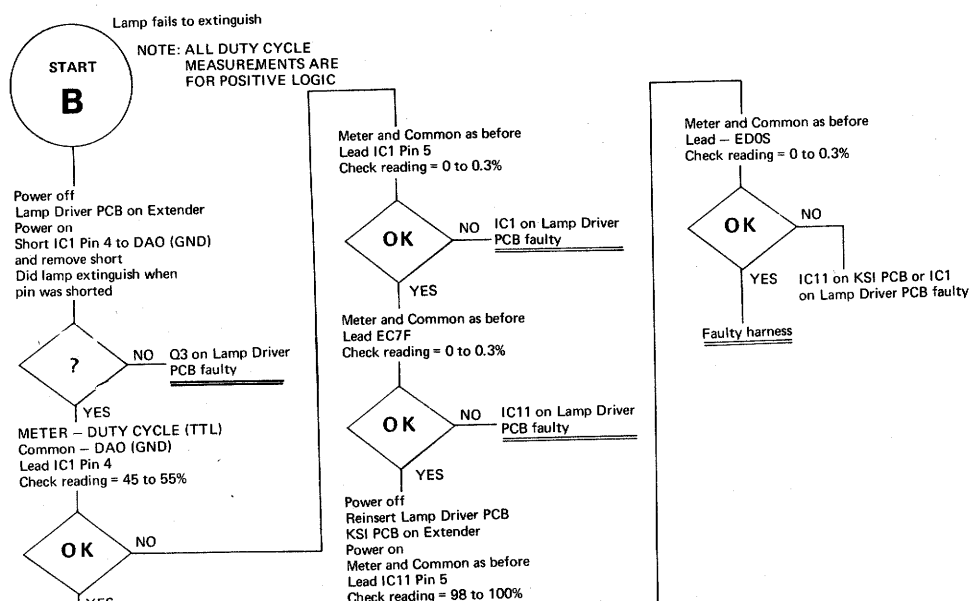 Lamp fails to extinguish
START
B
NOTE: ALL DUTY CYCLE
MEASUREMENTS ARE
FOR POSITIVE LOGIC
Power off
Lamp Driver PCB on Extender
Power on
Short IC1 Pin 4 to DAO (GND)
and remove short
Did lamp extinguish when
pin was shorted
?
NO
Q3 on Lamp Driver
PCB faulty
YES
METER – DUTY CYCLE (TTL)
Common – DAO (GND)
Lead IC1 Pin 4
Check reading = 45 to 55%
OK
NO
YES
Meter and Common as before
Lead IC1 Pin 5
Check reading = 0 to 0.3%
OK
NO
IC1 on Lamp Driver
PCB faulty
YES
Meter and Common as before
Lead EC7F
Check reading = 0 to 0.3%
OK
NO
IC11 on Lamp Driver
PCB faulty
YES
Power off
Reinsert Lamp Driver PCB
KSI PCB on Extender
Power on
Meter and Common as before
Lead IC11 Pin 5
Check reading = 98 to 100%
Meter and Common as before
Lead – ED0S
Check reading = 0 to 0.3%
OK
NO
YES
IC11 on KSI PCB or IC1
on Lamp Driver PCB faulty
Faulty harness